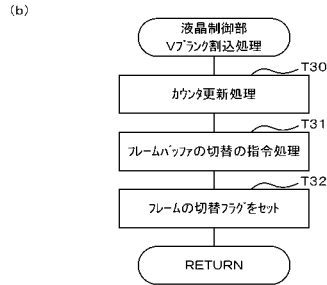 (b)
液晶制御部
Vブランク割込処理
T30
カウンタ更新処理
T31
フレームバッファの切替の指令処理
T32
フレームの切替フラグをセット
RETURN